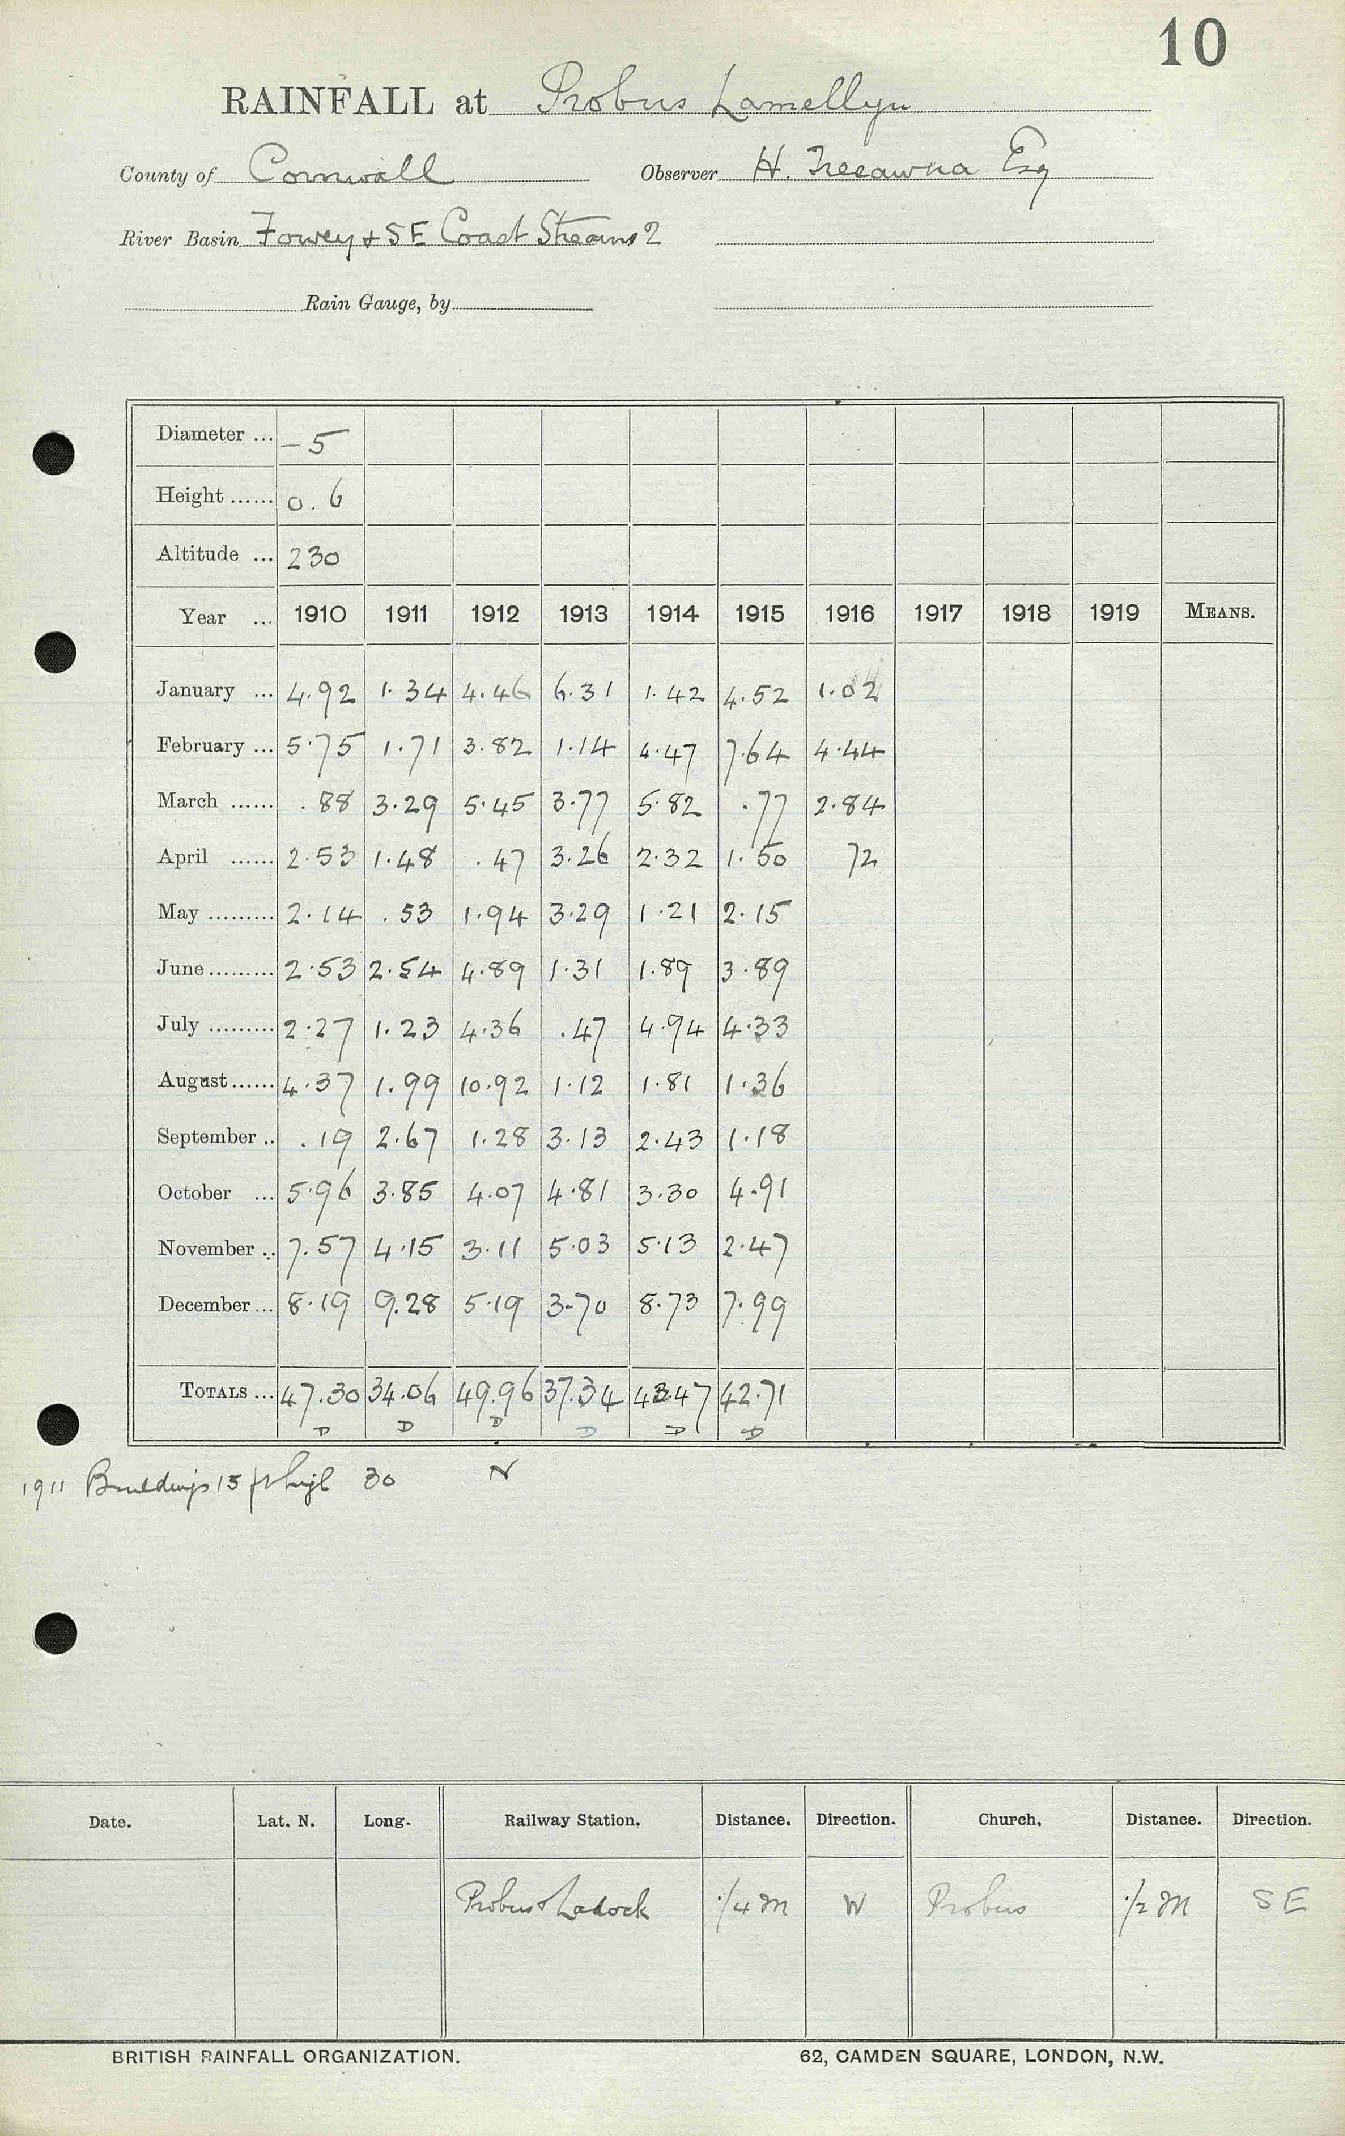 10
RAINFALL at Probus Lamellyn
County of Cornwall Observer H. Treeawna Esq
River Basin Fowey + SE Coast Streams 2
Rain Gauge, by
Diameter ... - 5
Height ...... 0.6
Altitude ... 230
Year ... 1910 1911 1912 1913 1914 1915 1916 1917 1918 1919 MEANS.
January ... 4.92 1.34 4.46 6.31 1.42 4.52 1.02
February ... 5.75 1.71 3.82 1.14 4.47 7.64 4.44
March ...... .88 3.29 5.45 3.77 5.82 .77 2.84
April ...... 2.53 1.48 .47 3.26 2.32 1.50 72
May ......... 2.14 .53 1.94 3.29 1.21 2.15
June ......... 2.53 2.54 4.89 1.31 1.89 3.89
July ......... 2.27 1.23 4.36 .47 4.94 4.33
August ...... 4.37 1.99 10.92 1.12 1.81 1.36
September .. .19 2.67 1.28 3.13 2.43 1.18
October ... 5.96 3.85 4.07 4.81 3.30 4.91
November .. 7.57 4.15 3.11 5.03 5.13 2.47
December ... 8.19 9.28 5.19 3.70 8.73 7.99
TOTALS ... 47.30 34.06 49.96 37.34 43.47 42.71
D D D D D D
1911 Buildings 15 ft high 30 N
Date. Lat. N. Long. Railway Station. Distance. Direction. Church. Distance. Direction.
Probus & Ladock 1/4 M W Probus 1/2 M SE
BRITISH RAINFALL ORGANIZATION. 62, CAMDEN SQUARE, LONDON, N.W.